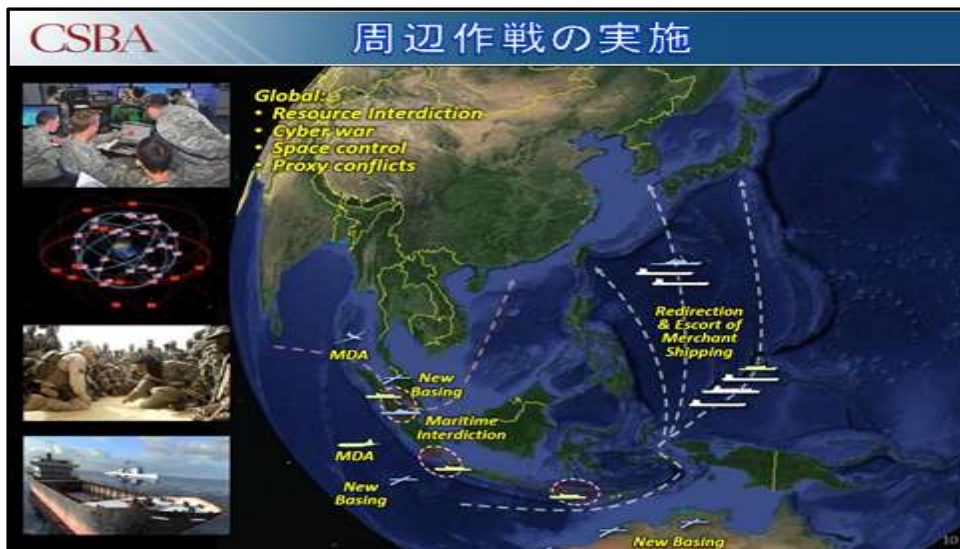 CSBA
周辺作戦の実施
Global:
• Resource Interdiction
• Cyber war
• Space control
• Proxy conflicts
Redirection
& Escort of
Merchant
Shipping
MDA
New
Basing
Maritime
Interdiction
MDA
New
Basing
New Basing
10